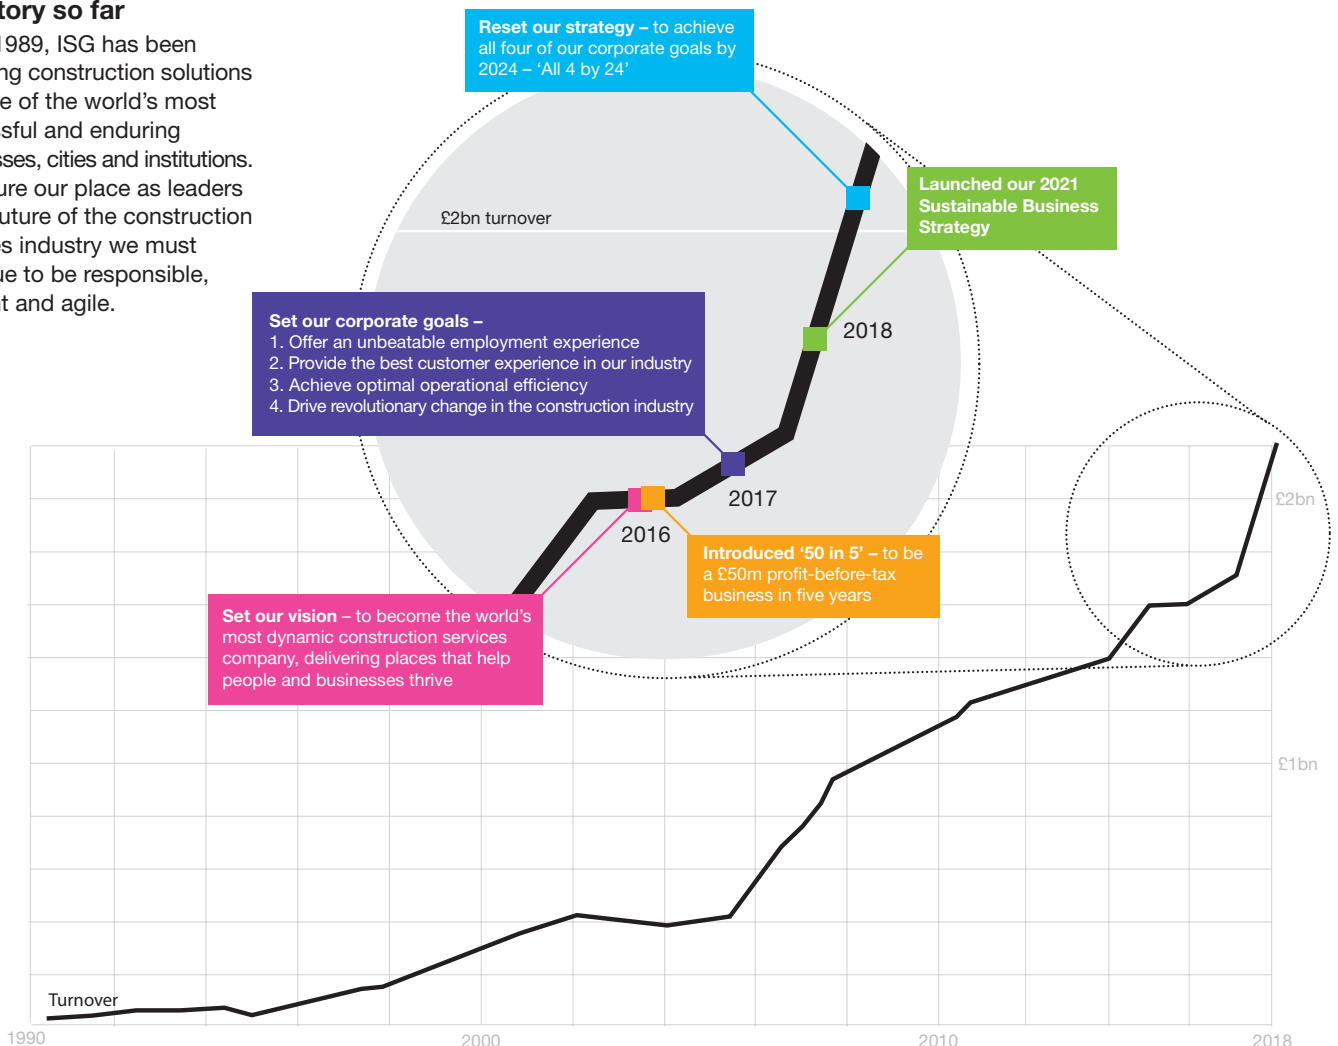 tory so far
1989, ISG has been
ng construction solutions
e of the world's most
sful and enduring
sses, cities and institutions.
ure our place as leaders
uture of the construction
es industry we must
ue to be responsible,
t and agile.
Reset our strategy – to achieve
all four of our corporate goals by
2024 – ‘All 4 by 24’
Launched our 2021
Sustainable Business
Strategy
£2bn turnover
2018
Set our corporate goals –
1. Offer an unbeatable employment experience
2. Provide the best customer experience in our industry
3. Achieve optimal operational efficiency
4. Drive revolutionary change in the construction industry
2017
2016
Introduced ‘50 in 5’ – to be
a £50m profit-before-tax
business in five years
Set our vision – to become the world’s
most dynamic construction services
company, delivering places that help
people and businesses thrive
£2bn
£1bn
Turnover
1990
2000
2010
2018